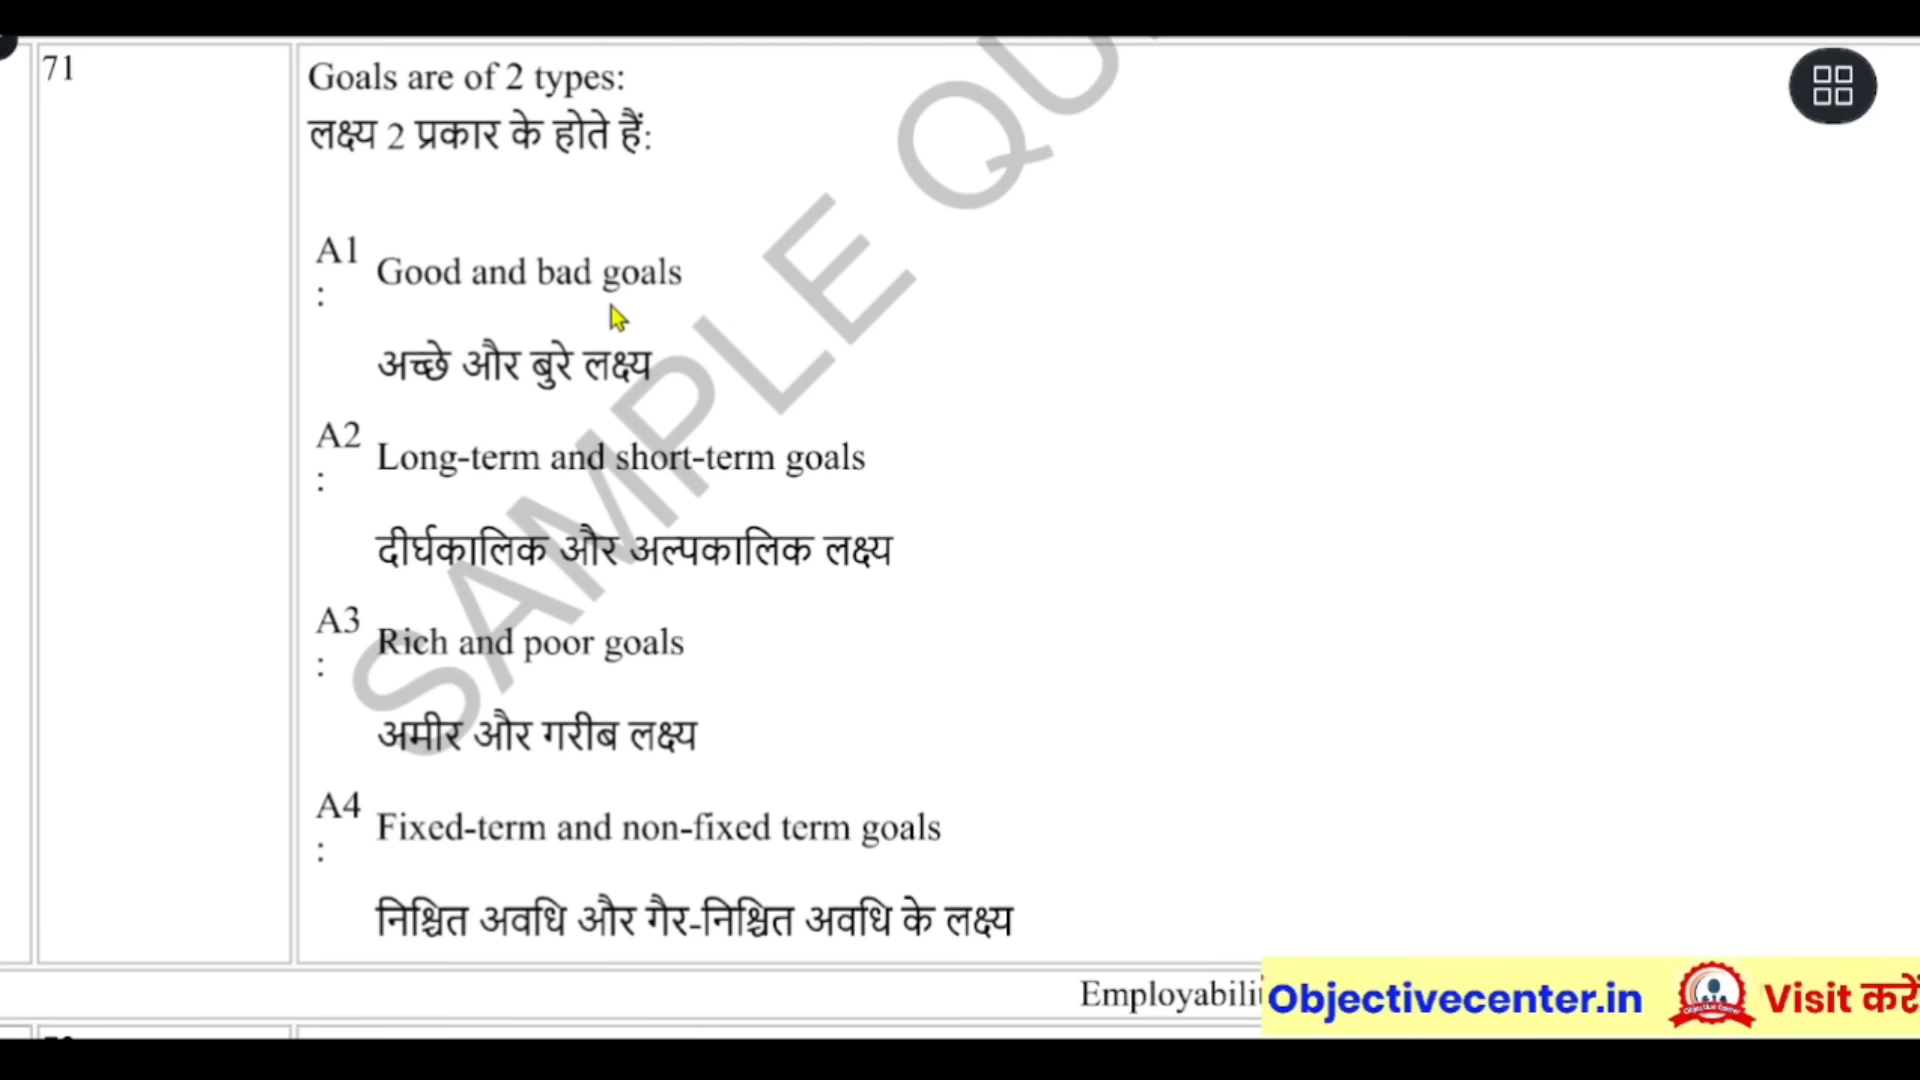 71
Goals are of 2 types:
लक्ष्य 2 प्रकार के होते हैं:
A1
:
Good and bad goals
अच्छे और बुरे लक्ष्य
A2
:
Long-term and short-term goals
दीर्घकालिक और अल्पकालिक लक्ष्य
A3
:
Rich and poor goals
अमीर और गरीब लक्ष्य
A4
:
Fixed-term and non-fixed term goals
निश्चित अवधि और गैर-निश्चित अवधि के लक्ष्य
SAMPLE QU
Employabili
Objectivecenter.in
Visit करें